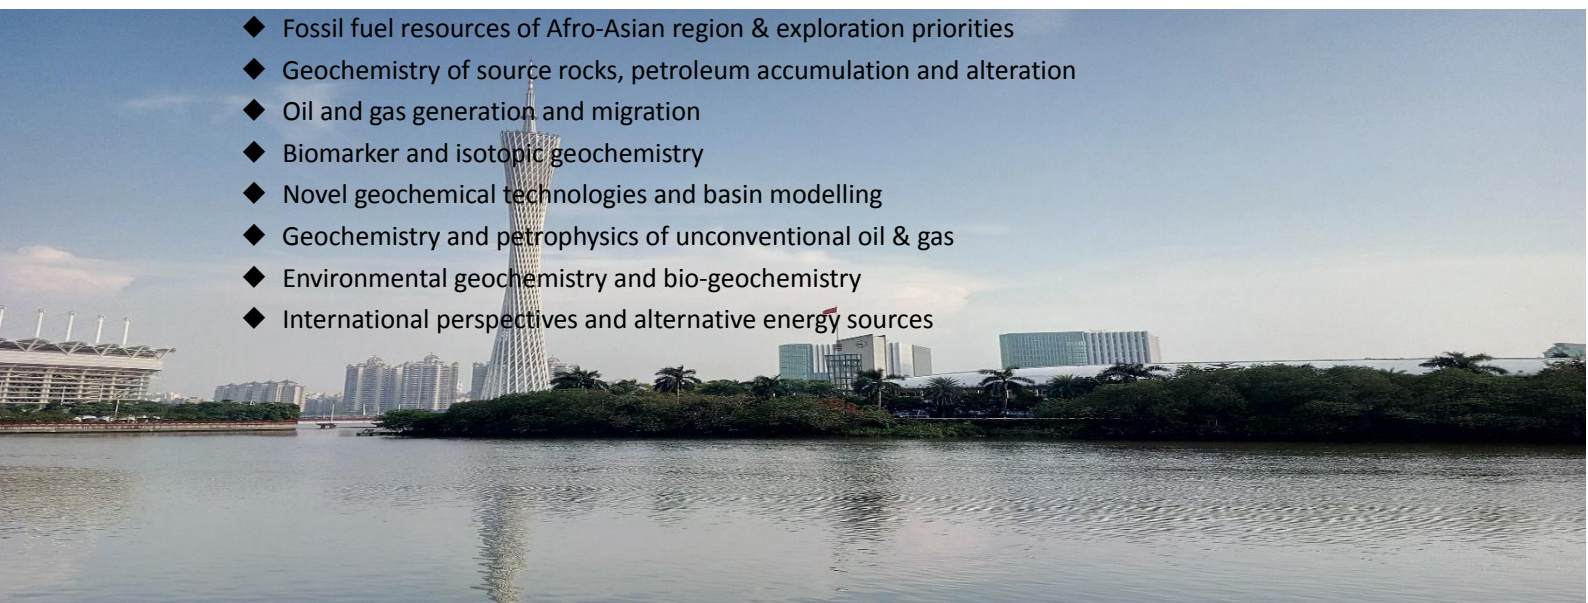 ◆ Fossil fuel resources of Afro-Asian region & exploration priorities
◆ Geochemistry of source rocks, petroleum accumulation and alteration
◆ Oil and gas generation and migration
◆ Biomarker and isotopic geochemistry
◆ Novel geochemical technologies and basin modelling
◆ Geochemistry and petrophysics of unconventional oil & gas
◆ Environmental geochemistry and bio-geochemistry
◆ International perspectives and alternative energy sources